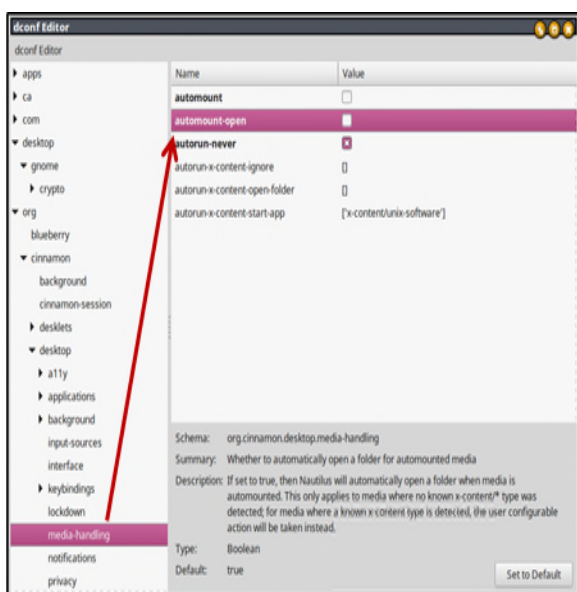 dconf Editor
dconf Editor
apps
ca
com
desktop
gnome
crypto
org
blueberry
cinnamon
background
cinnamon-session
desklets
desktop
a11y
applications
background
input-sources
interface
keybindings
lockdown
media-handling
notifications
privacy
Name Value
automount
automount-open
autorun-never
autorun-x-content-ignore []
autorun-x-content-open-folder []
autorun-x-content-start-app ['x-content/unix-software']
Schema: org.cinnamon.desktop.media-handling
Summary: Whether to automatically open a folder for automounted media
Description: If set to true, then Nautilus will automatically open a folder when media is
automounted. This only applies to media where no known x-content/* type was
detected; for media where a known x-content type is detected, the user configurable
action will be taken instead.
Type: Boolean
Default: true
Set to Default